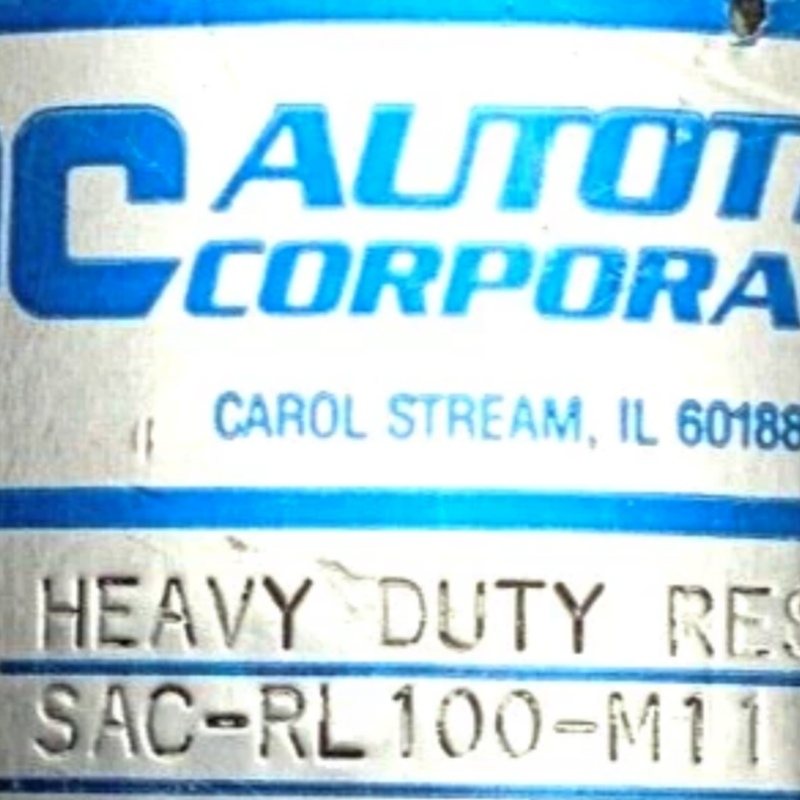 C AUTOT
CORPORA
CAROL STREAM, IL 60188
HEAVY DUTY RES
SAC-RL100-M11